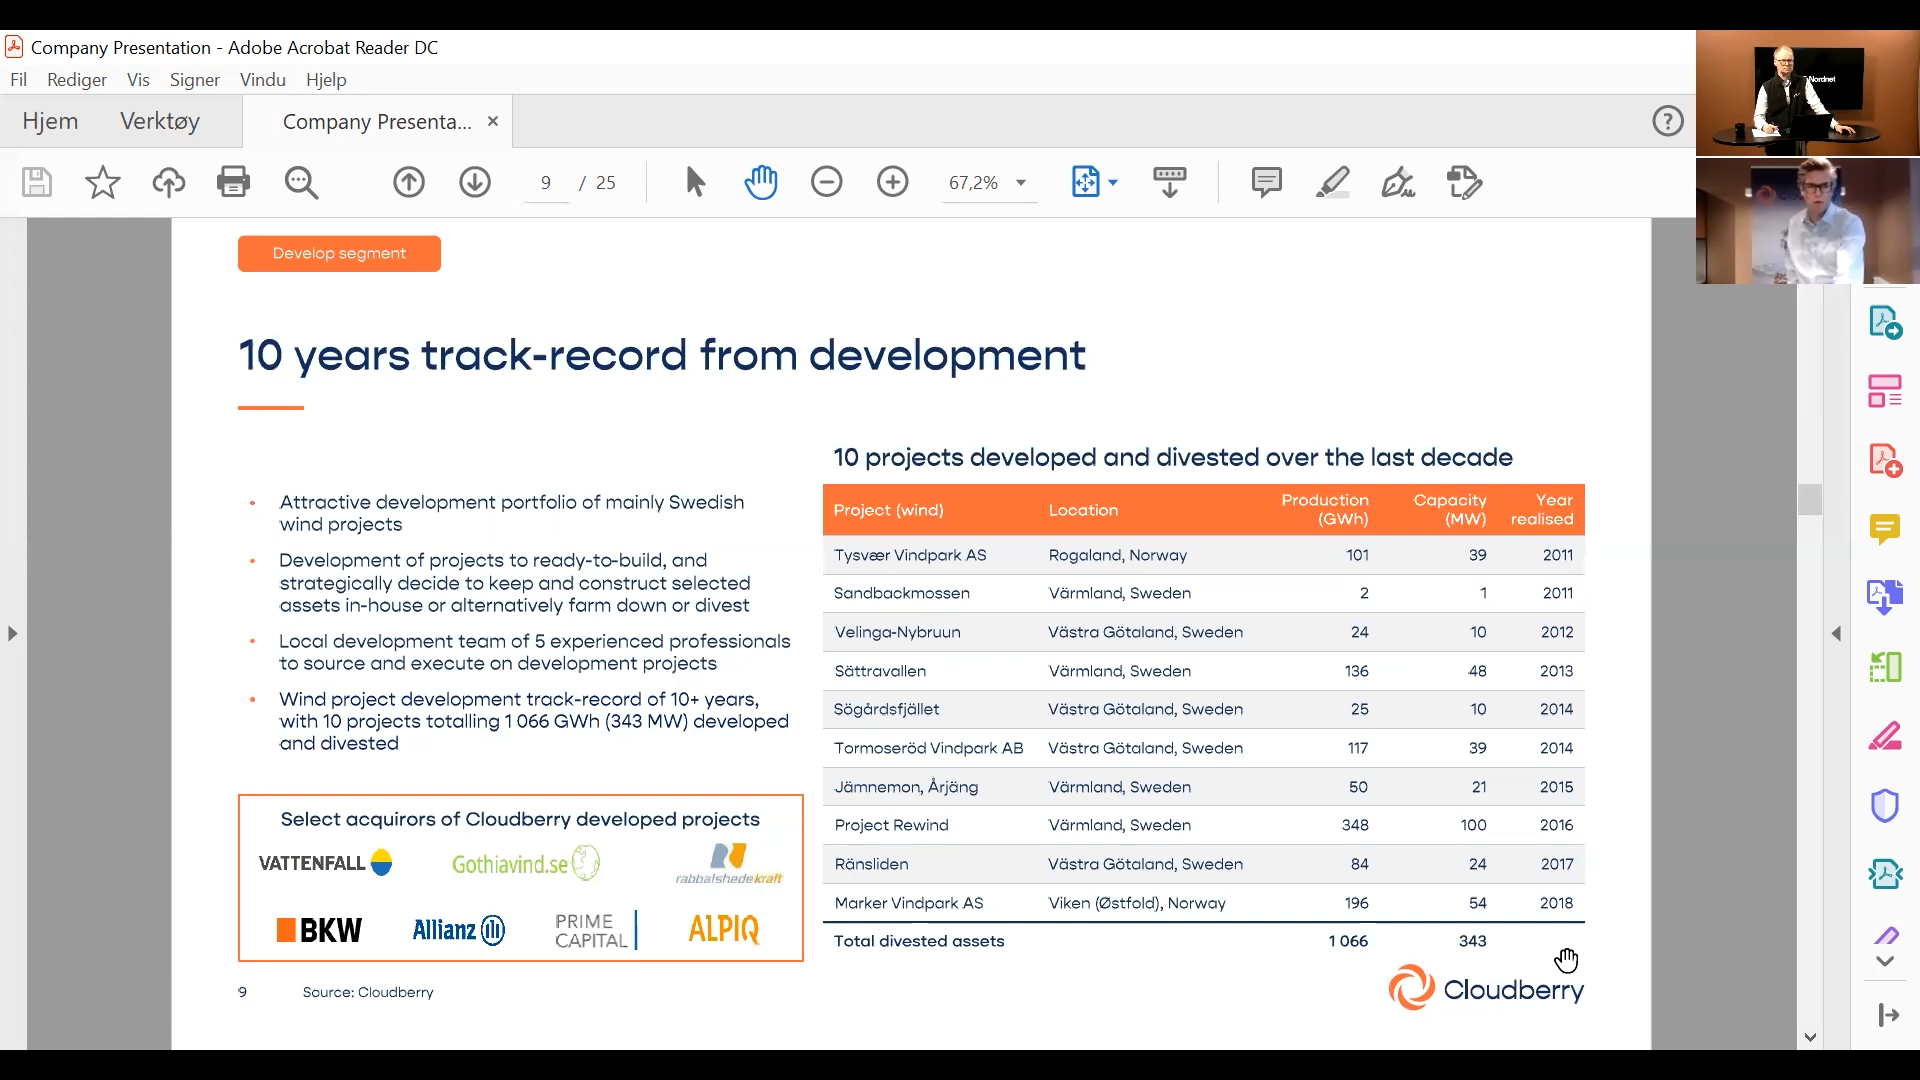 Company Presentation - Adobe Acrobat Reader DC
Fil Rediger Vis Signer Vindu Hjelp
Hjem Verktøy Company Presenta... ×
9 / 25 67,2%
Nordnet
Develop segment
10 years track-record from development
• Attractive development portfolio of mainly Swedish
wind projects
• Development of projects to ready-to-build, and
strategically decide to keep and construct selected
assets in-house or alternatively farm down or divest
• Local development team of 5 experienced professionals
to source and execute on development projects
• Wind project development track-record of 10+ years,
with 10 projects totalling 1 066 GWh (343 MW) developed
and divested
Select acquirors of Cloudberry developed projects
VATTENFALL Gothiavind.se rabbalshedekraft
BKW Allianz PRIME CAPITAL ALPIQ
10 projects developed and divested over the last decade
Project (wind) Location Production (GWh) Capacity (MW) Year realised
Tysvær Vindpark AS Rogaland, Norway 101 39 2011
Sandbackmossen Värmland, Sweden 2 1 2011
Velinga-Nybruun Västra Götaland, Sweden 24 10 2012
Sättravallen Värmland, Sweden 136 48 2013
Sögårdsfjället Västra Götaland, Sweden 25 10 2014
Tormoseröd Vindpark AB Västra Götaland, Sweden 117 39 2014
Jämnemon, Årjäng Värmland, Sweden 50 21 2015
Project Rewind Värmland, Sweden 348 100 2016
Ränsliden Västra Götaland, Sweden 84 24 2017
Marker Vindpark AS Viken (Østfold), Norway 196 54 2018
Total divested assets 1 066 343
9 Source: Cloudberry
Cloudberry